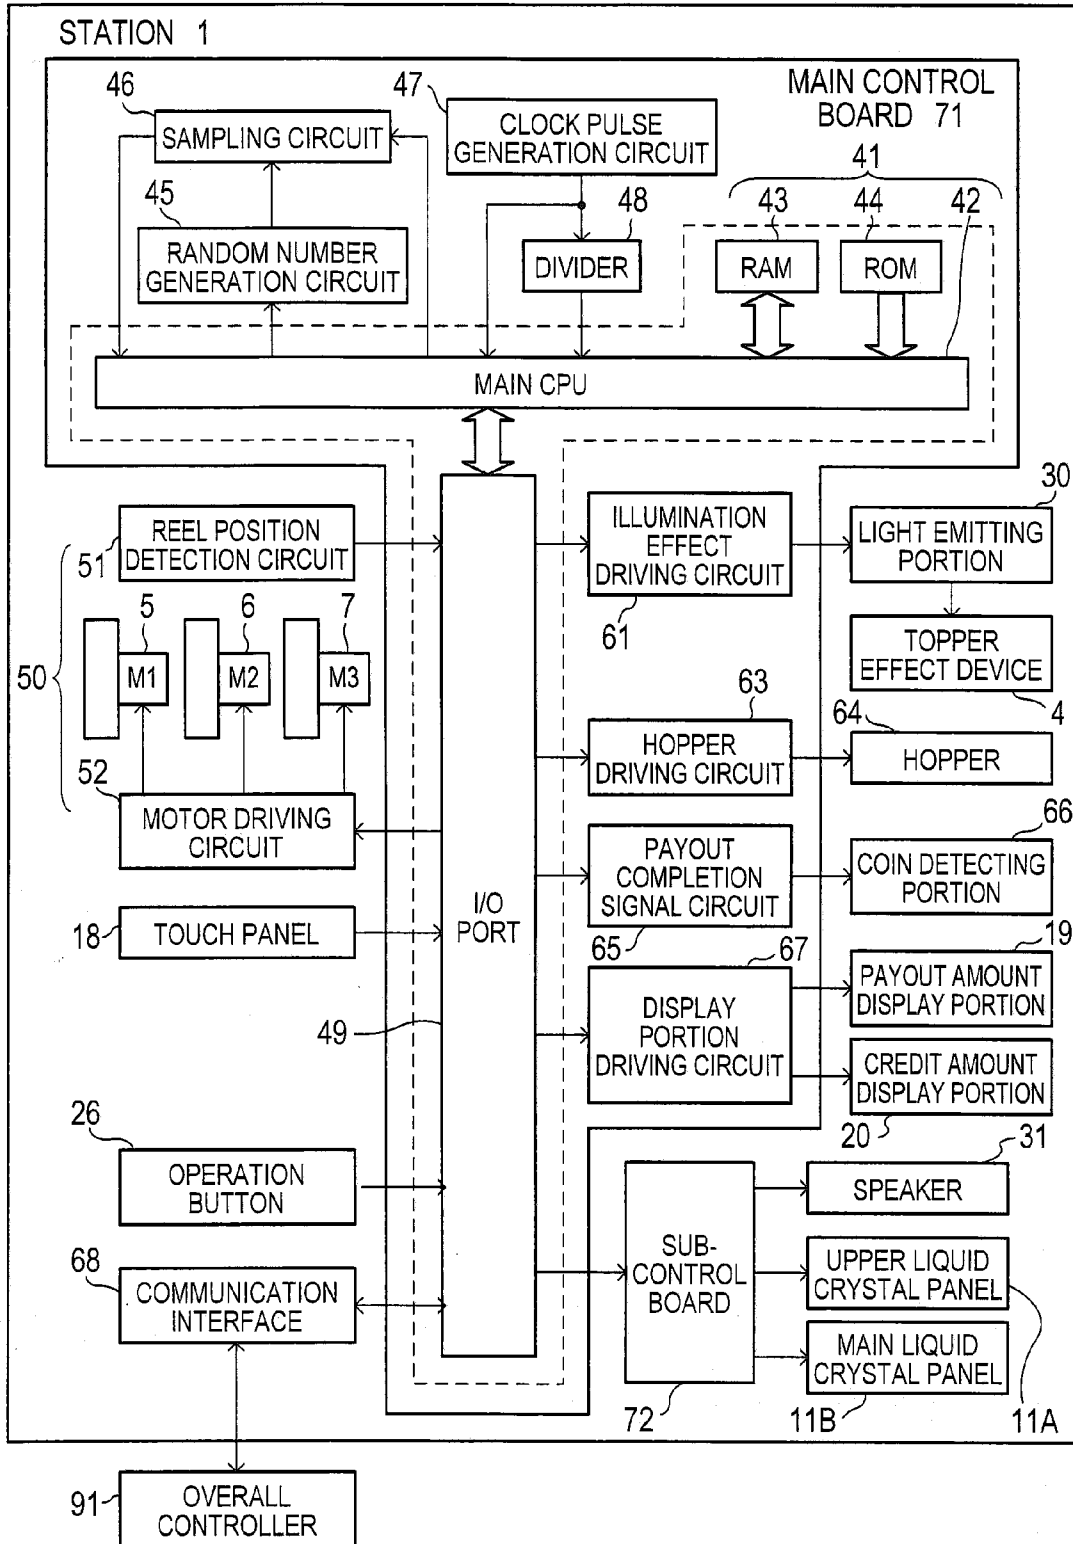 STATION 1
MAIN CONTROL
BOARD 71
46
SAMPLING CIRCUIT
47
CLOCK PULSE
GENERATION CIRCUIT
41
45
RANDOM NUMBER
GENERATION CIRCUIT
48
DIVIDER
43
RAM
44
ROM
42
MAIN CPU
51
REEL POSITION
DETECTION CIRCUIT
50
5
M1
6
M2
7
M3
52
MOTOR DRIVING
CIRCUIT
18
TOUCH PANEL
49
I/O
PORT
26
OPERATION
BUTTON
68
COMMUNICATION
INTERFACE
ILLUMINATION
EFFECT
DRIVING CIRCUIT
61
30
LIGHT EMITTING
PORTION
TOPPER
EFFECT DEVICE
4
63
HOPPER
DRIVING CIRCUIT
64
HOPPER
PAYOUT
COMPLETION
SIGNAL CIRCUIT
65
66
COIN DETECTING
PORTION
67
DISPLAY
PORTION
DRIVING CIRCUIT
19
PAYOUT AMOUNT
DISPLAY PORTION
CREDIT AMOUNT
DISPLAY PORTION
20
SUB-
CONTROL
BOARD
72
31
SPEAKER
UPPER LIQUID
CRYSTAL PANEL
11A
MAIN LIQUID
CRYSTAL PANEL
11B
91
OVERALL
CONTROLLER